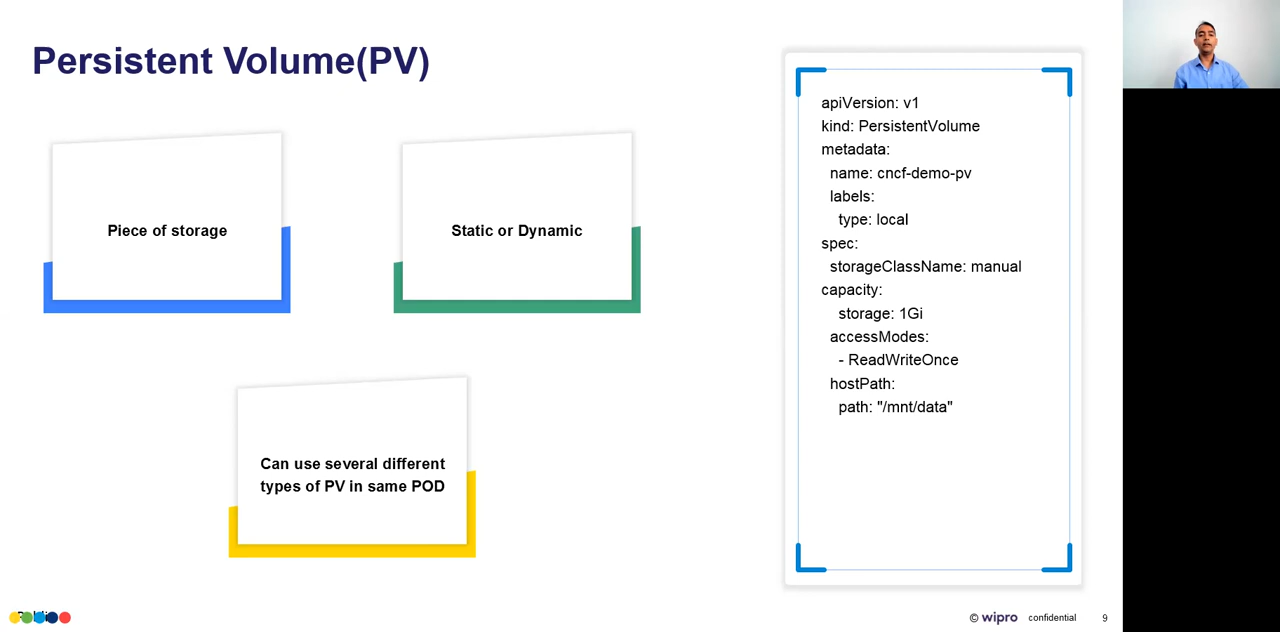 Persistent Volume(PV)
Piece of storage
Static or Dynamic
Can use several different
types of PV in same POD
apiVersion: v1
kind: PersistentVolume
metadata:
  name: cncf-demo-pv
  labels:
    type: local
spec:
  storageClassName: manual
capacity:
    storage: 1Gi
  accessModes:
    - ReadWriteOnce
  hostPath:
    path: "/mnt/data"
© wipro confidential 9